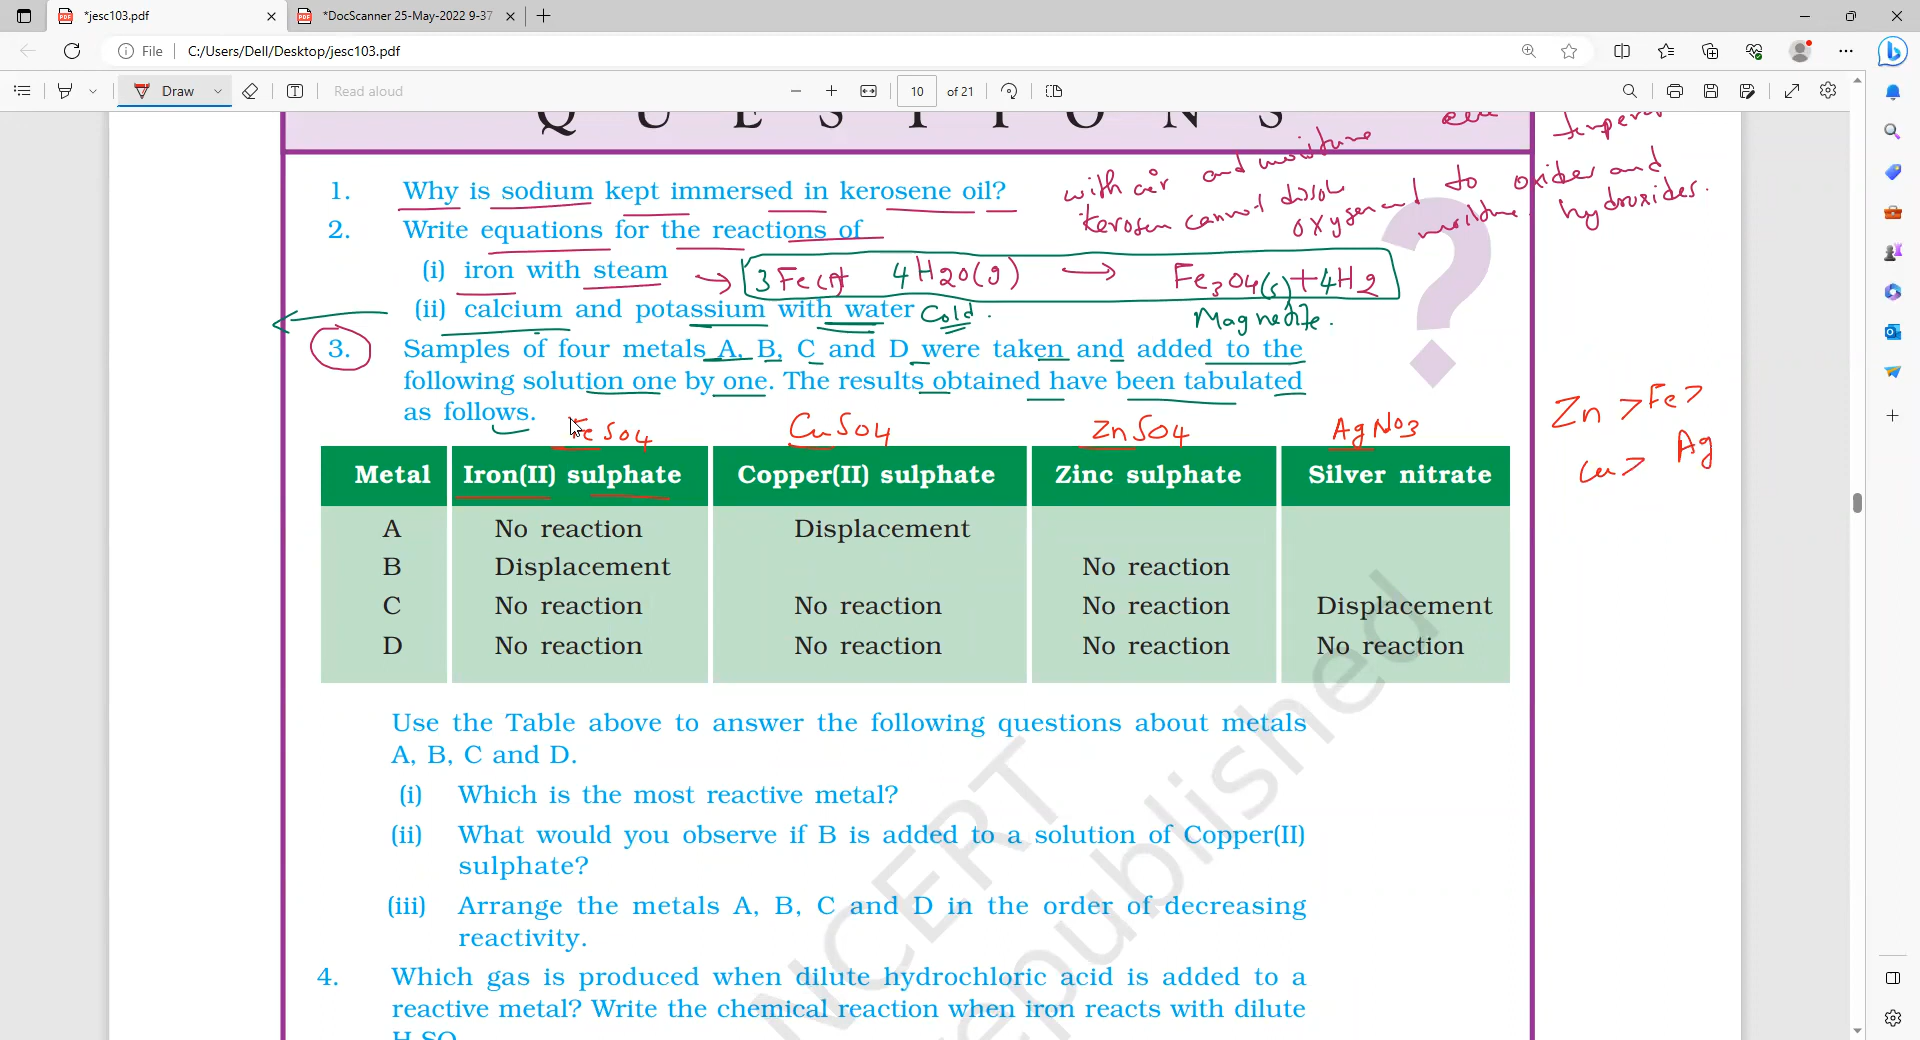 *jesc103.pdf
*DocScanner 25-May-2022 9-37
File C:/Users/Dell/Desktop/jesc103.pdf
Draw Read aloud 10 of 21
QUESTIONS
1. Why is sodium kept immersed in kerosene oil?
with air and moisture to oxides and hydroxides.
kerosen cannot dissol oxygen and moisture.
2. Write equations for the reactions of
(i) iron with steam → 3Fe 4H2O(g) → Fe3O4(s)+4H2
(ii) calcium and potassium with water Cold. Magnetite.
3. Samples of four metals A, B, C and D were taken and added to the
following solution one by one. The results obtained have been tabulated
as follows.
FeSO4 CuSO4 ZnSO4 AgNO3
Zn > Fe >
Cu > Ag
Metal Iron(II) sulphate Copper(II) sulphate Zinc sulphate Silver nitrate
A No reaction Displacement
B Displacement No reaction
C No reaction No reaction No reaction Displacement
D No reaction No reaction No reaction No reaction
Use the Table above to answer the following questions about metals
A, B, C and D.
(i) Which is the most reactive metal?
(ii) What would you observe if B is added to a solution of Copper(II)
sulphate?
(iii) Arrange the metals A, B, C and D in the order of decreasing
reactivity.
4. Which gas is produced when dilute hydrochloric acid is added to a
reactive metal? Write the chemical reaction when iron reacts with dilute
NCERT
republished